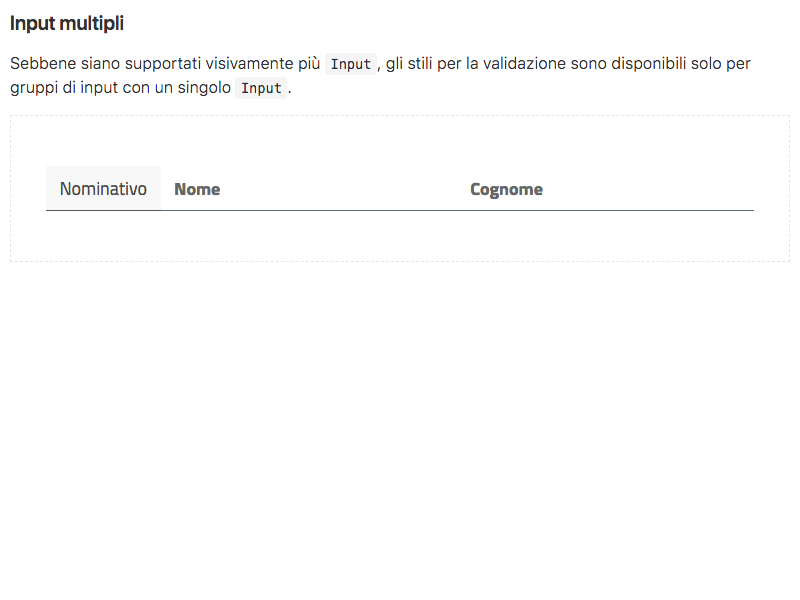 Input multipli
Sebbene siano supportati visivamente più Input, gli stili per la validazione sono disponibili solo per
gruppi di input con un singolo Input.
Nominativo Nome Cognome